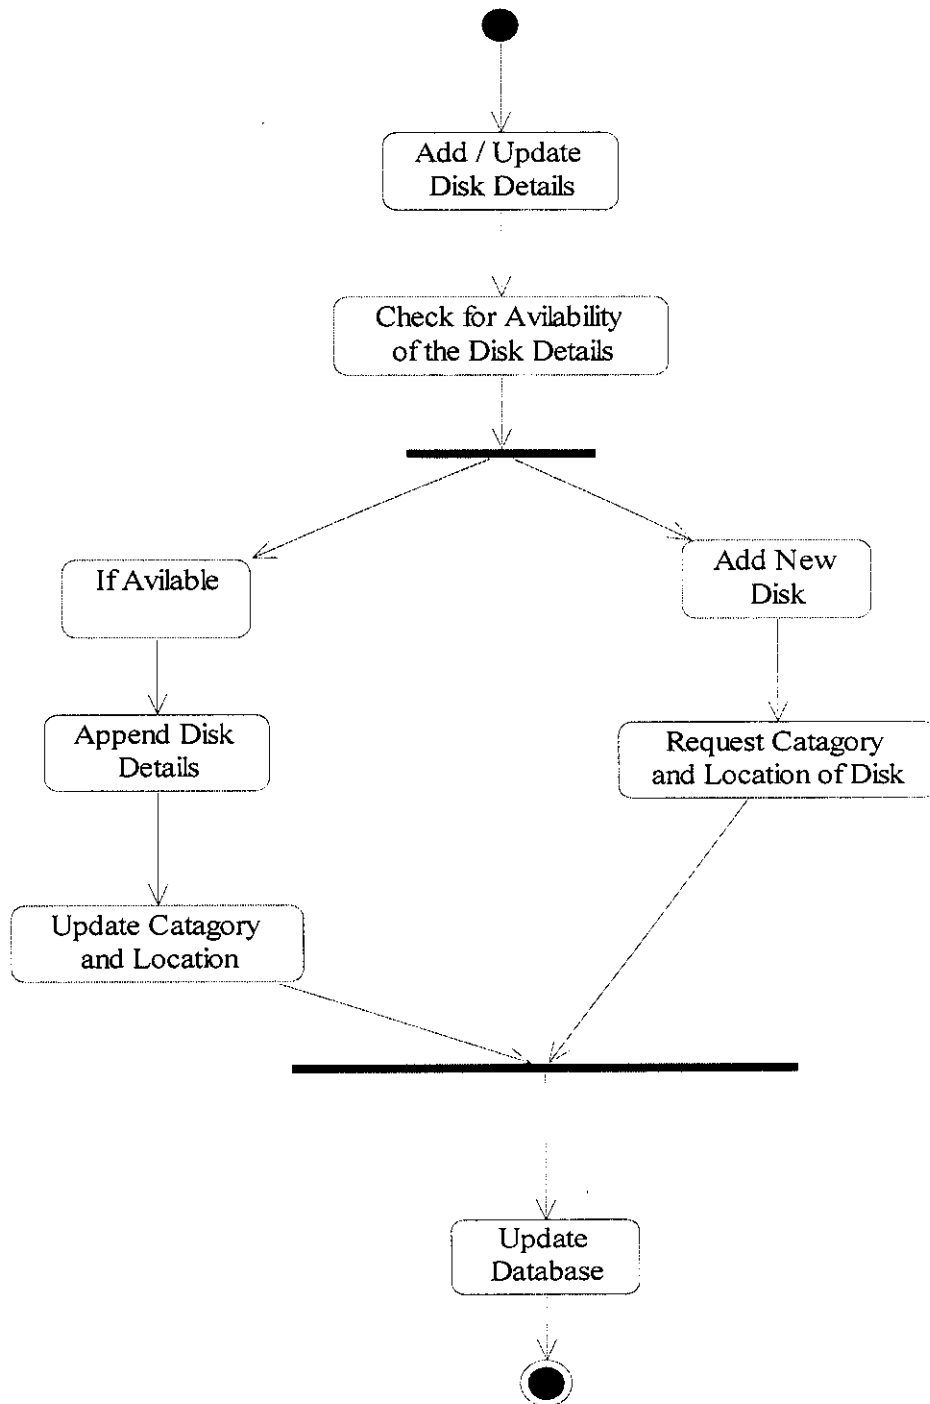 Add / Update
Disk Details
Check for Avilability
of the Disk Details
If Avilable
Add New
Disk
Append Disk
Details
Request Catagory
and Location of Disk
Update Catagory
and Location
Update
Database